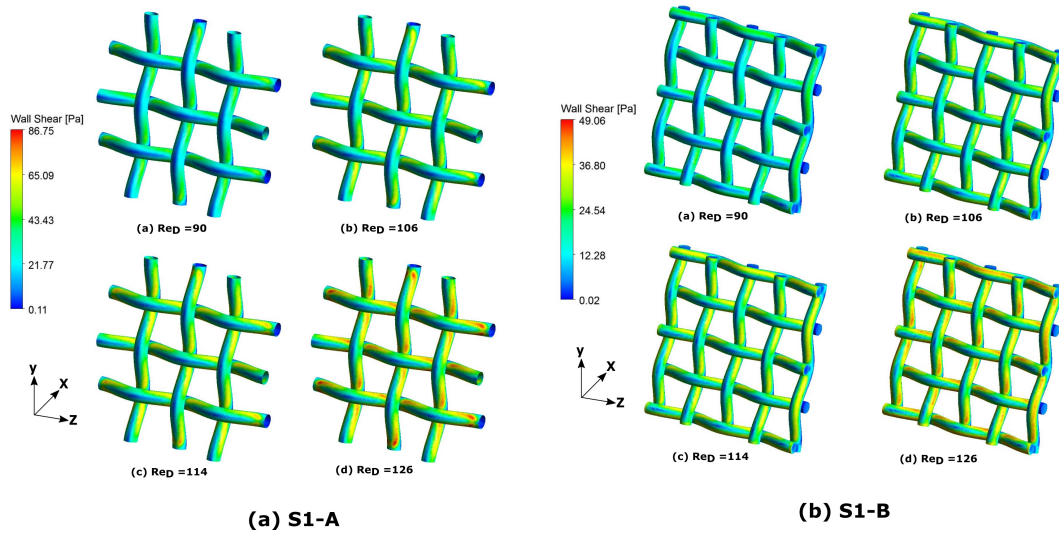 Wall Shear [Pa]
86.75
65.09
43.43
21.77
0.11
(a) ReD =90
(b) ReD =106
(c) ReD =114
(d) ReD =126
y
X
Z
(a) S1-A
Wall Shear [Pa]
49.06
36.80
24.54
12.28
0.02
(a) ReD =90
(b) ReD =106
(c) ReD =114
(d) ReD =126
y
X
Z
(b) S1-B